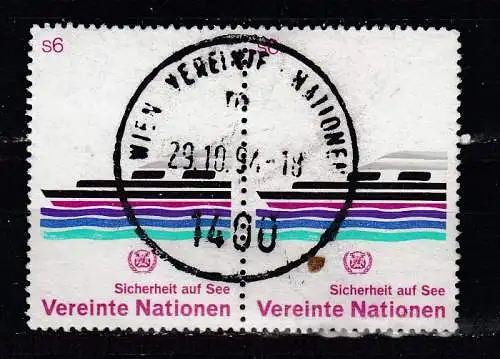 S6
S6
WIEN VEREINTE NATIONEN
m
29.10.94-18
1400
Sicherheit auf See
Vereinte Nationen
Sicherheit auf See
Vereinte Nationen